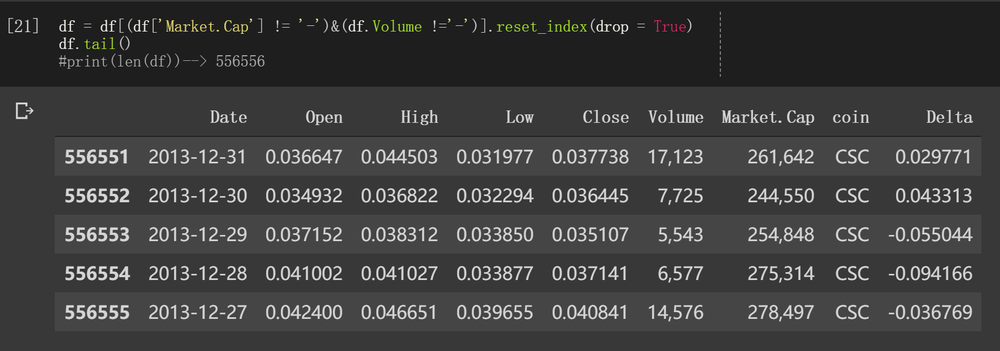 [21] df = df[(df['Market.Cap'] != '-')&(df.Volume !='-')].reset_index(drop = True)
df.tail()
#print(len(df))--> 556556
Date Open High Low Close Volume Market.Cap coin Delta
556551 2013-12-31 0.036647 0.044503 0.031977 0.037738 17,123 261,642 CSC 0.029771
556552 2013-12-30 0.034932 0.036822 0.032294 0.036445 7,725 244,550 CSC 0.043313
556553 2013-12-29 0.037152 0.038312 0.033850 0.035107 5,543 254,848 CSC -0.055044
556554 2013-12-28 0.041002 0.041027 0.033877 0.037141 6,577 275,314 CSC -0.094166
556555 2013-12-27 0.042400 0.046651 0.039655 0.040841 14,576 278,497 CSC -0.036769